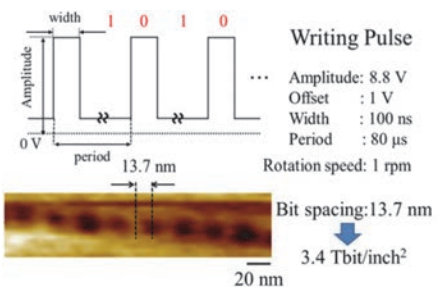 width
1 0 1 0
Amplitude
0 V
period
...
Writing Pulse
Amplitude: 8.8 V
Offset : 1 V
Width : 100 ns
Period : 80 μs
Rotation speed: 1 rpm
13.7 nm
Bit spacing:13.7 nm
3.4 Tbit/inch²
20 nm